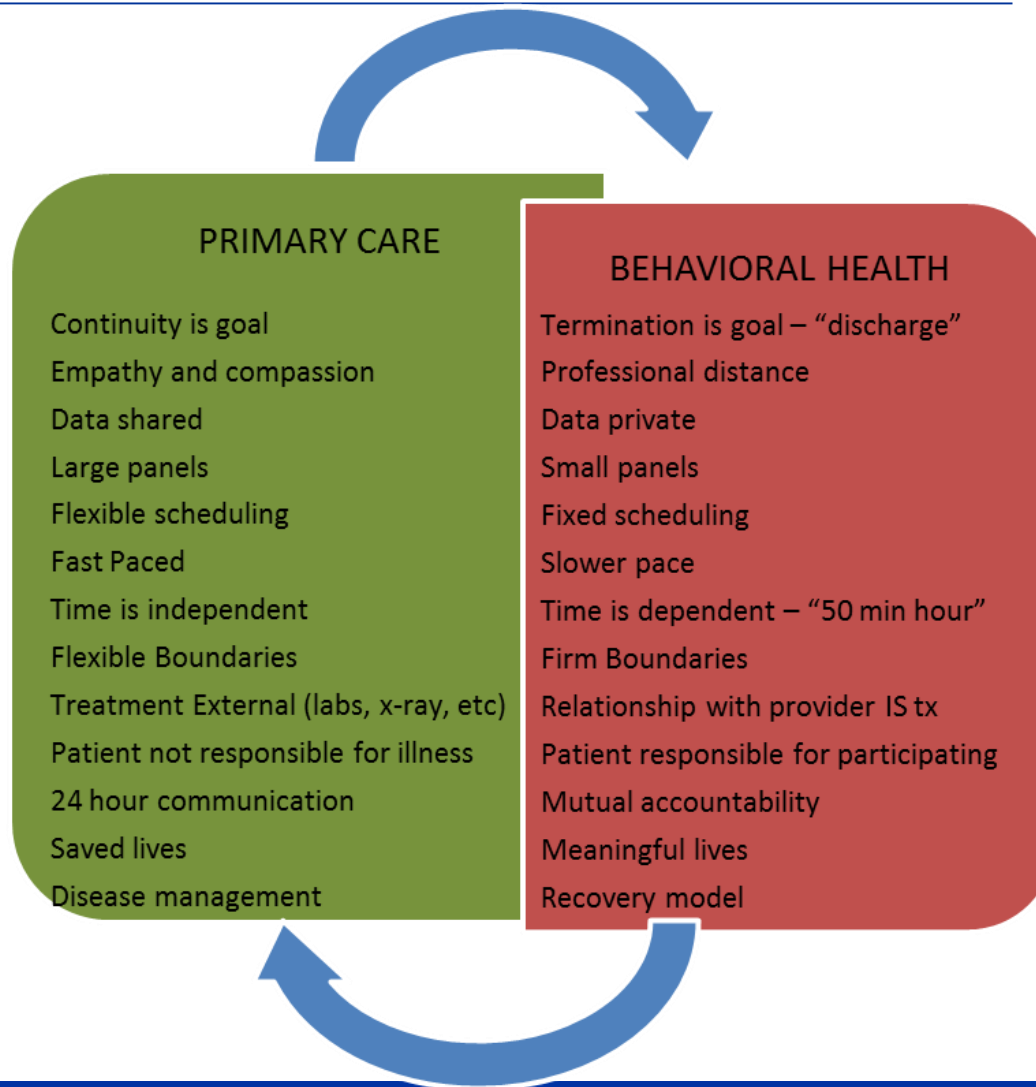 PRIMARY CARE
Continuity is goal
Empathy and compassion
Data shared
Large panels
Flexible scheduling
Fast Paced
Time is independent
Flexible Boundaries
Treatment External (labs, x-ray, etc)
Patient not responsible for illness
24 hour communication
Saved lives
Disease management
BEHAVIORAL HEALTH
Termination is goal – “discharge”
Professional distance
Data private
Small panels
Fixed scheduling
Slower pace
Time is dependent – “50 min hour”
Firm Boundaries
Relationship with provider IS tx
Patient responsible for participating
Mutual accountability
Meaningful lives
Recovery model